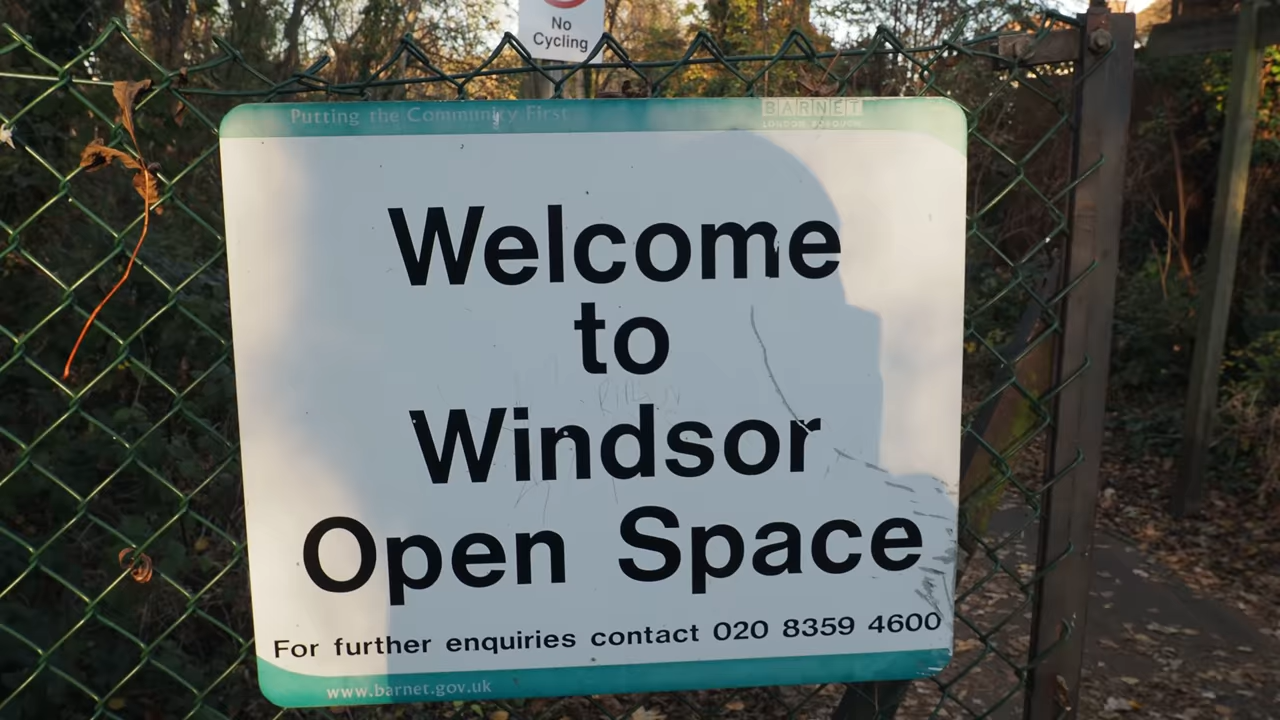 No
Cycling
Putting the Community First
BARNET
LONDON BOROUGH
Welcome
to
Windsor
Open Space
For further enquiries contact 020 8359 4600
www.barnet.gov.uk